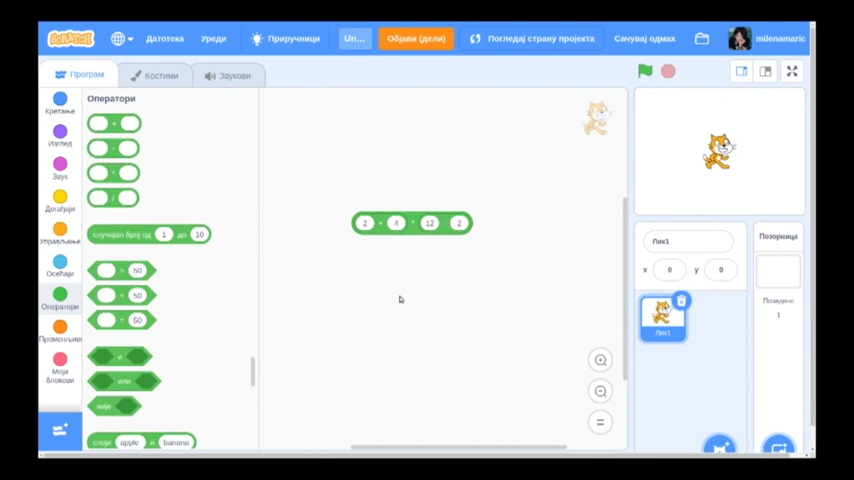 SCRATCH Датотека Уреди Приручници Un... Објави (дели) Погледај страну пројекта Сачувај одмах milenamaric
Програм Костими Звукови
Оператори
Кретање
Изглед
Звук
Догађаји
Управљање
Осећаји
Оператори
Променљиве
Моји блокови
+
-
*
/
случајан број од 1 до 10
> 50
< 50
= 50
и
или
није
споји apple и banana
2 + 4 * 12 - 2
Лик1
x 0 y 0
Лик1
Позорница
Позадине
1